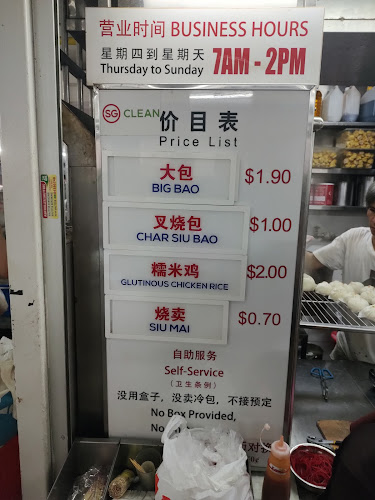 营业时间 BUSINESS HOURS
星期四到星期天
Thursday to Sunday
7AM - 2PM
SG CLEAN
价目表
Price List
大包
BIG BAO
$1.90
叉烧包
CHAR SIU BAO
$1.00
糯米鸡
GLUTINOUS CHICKEN RICE
$2.00
烧卖
SIU MAI
$0.70
自助服务
Self-Service
(卫生条例)
没用盒子，没卖冷包，不接预定
No Box Provided,